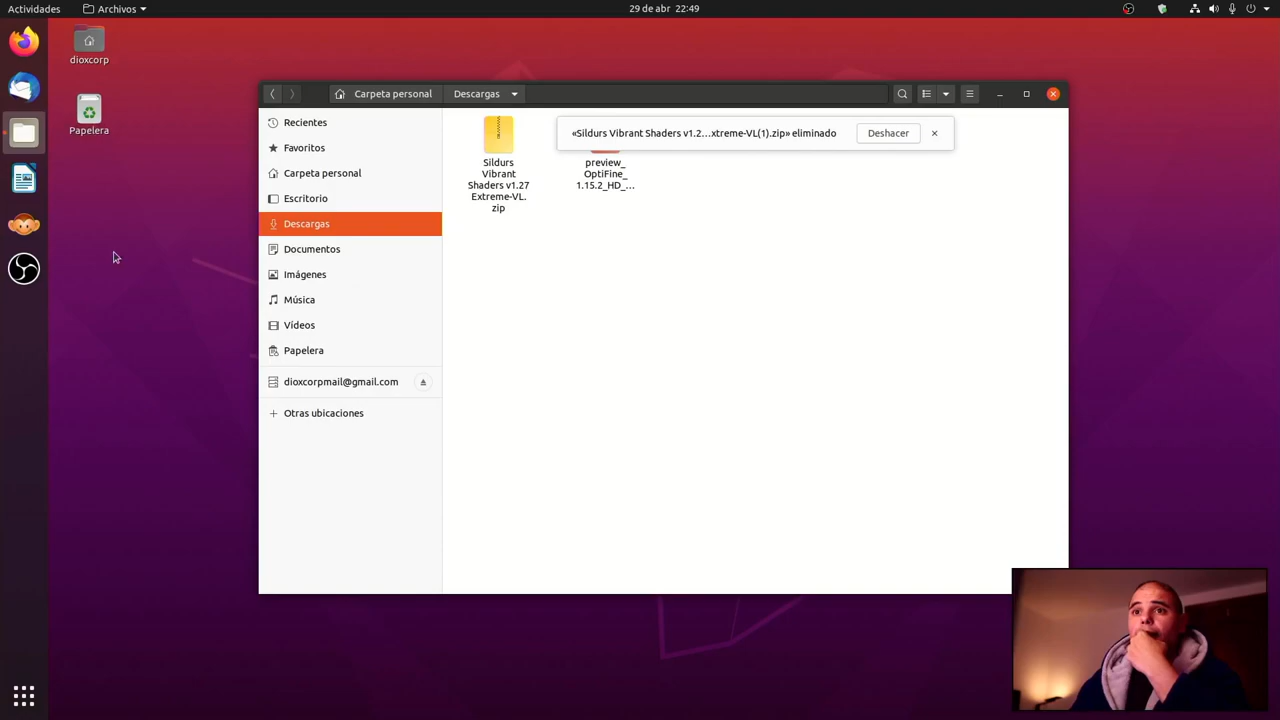 Actividades
Archivos
29 de abr 22:49
dioxcorp
Papelera
Carpeta personal
Descargas
Recientes
Favoritos
Carpeta personal
Escritorio
Descargas
Documentos
Imágenes
Música
Vídeos
Papelera
dioxcorpmail@gmail.com
Otras ubicaciones
«Sildurs Vibrant Shaders v1.2…xtreme-VL(1).zip» eliminado
Deshacer
Sildurs
Vibrant
Shaders v1.27
Extreme-VL.
zip
preview_
OptiFine_
1.15.2_HD_…